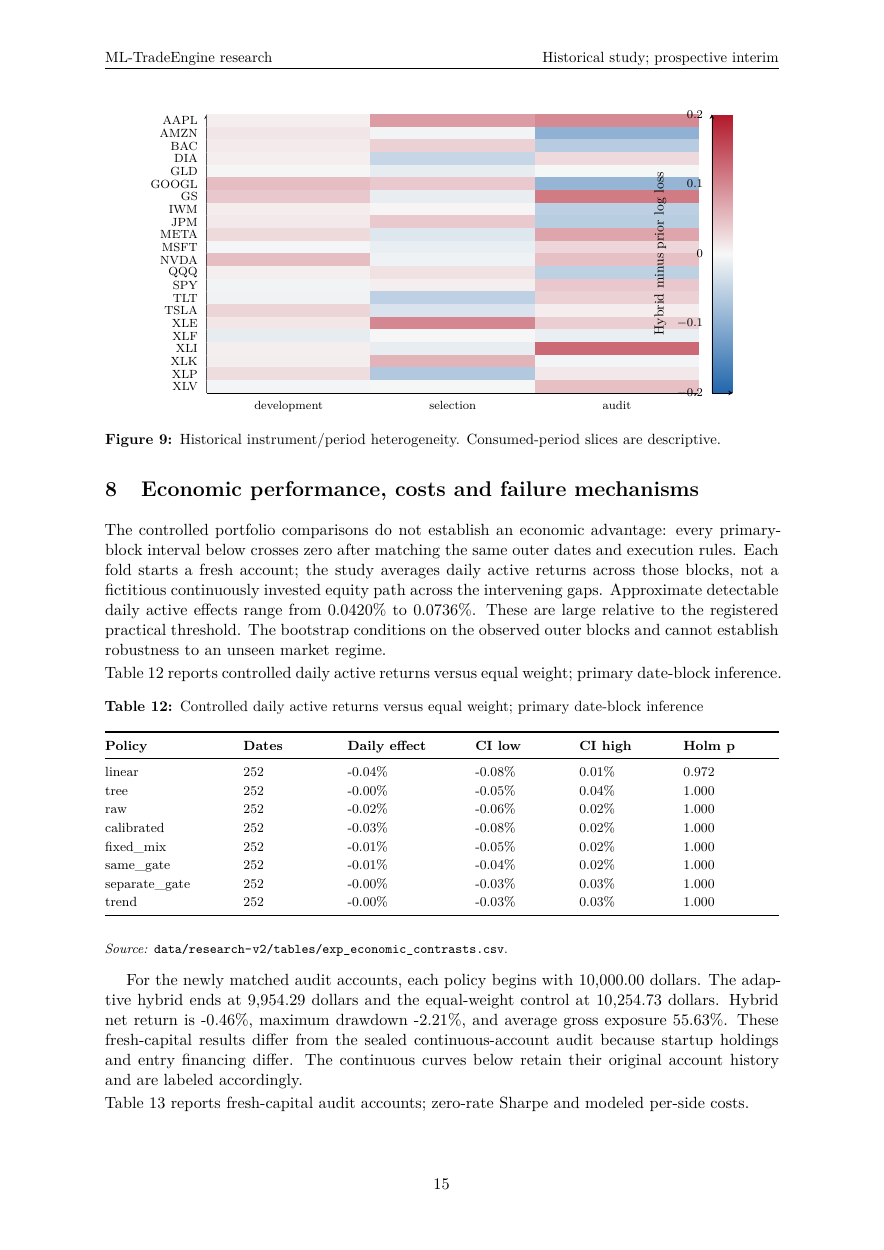 ML-TradeEngine research
Historical study; prospective interim
AAPL
AMZN
BAC
DIA
GLD
GOOGL
GS
IWM
JPM
META
MSFT
NVDA
QQQ
SPY
TLT
TSLA
XLE
XLF
XLI
XLK
XLP
XLV
development selection audit
0.2
0.1
0
−0.1
−0.2
Hybrid minus prior log loss
Figure 9: Historical instrument/period heterogeneity. Consumed-period slices are descriptive.
8 Economic performance, costs and failure mechanisms
The controlled portfolio comparisons do not establish an economic advantage: every primary-
block interval below crosses zero after matching the same outer dates and execution rules. Each
fold starts a fresh account; the study averages daily active returns across those blocks, not a
fictitious continuously invested equity path across the intervening gaps. Approximate detectable
daily active effects range from 0.0420% to 0.0736%. These are large relative to the registered
practical threshold. The bootstrap conditions on the observed outer blocks and cannot establish
robustness to an unseen market regime.
Table 12 reports controlled daily active returns versus equal weight; primary date-block inference.
Table 12: Controlled daily active returns versus equal weight; primary date-block inference
Policy Dates Daily effect CI low CI high Holm p
linear 252 -0.04% -0.08% 0.01% 0.972
tree 252 -0.00% -0.05% 0.04% 1.000
raw 252 -0.02% -0.06% 0.02% 1.000
calibrated 252 -0.03% -0.08% 0.02% 1.000
fixed_mix 252 -0.01% -0.05% 0.02% 1.000
same_gate 252 -0.01% -0.04% 0.02% 1.000
separate_gate 252 -0.00% -0.03% 0.03% 1.000
trend 252 -0.00% -0.03% 0.03% 1.000
Source: data/research-v2/tables/exp_economic_contrasts.csv.
For the newly matched audit accounts, each policy begins with 10,000.00 dollars. The adap-
tive hybrid ends at 9,954.29 dollars and the equal-weight control at 10,254.73 dollars. Hybrid
net return is -0.46%, maximum drawdown -2.21%, and average gross exposure 55.63%. These
fresh-capital results differ from the sealed continuous-account audit because startup holdings
and entry financing differ. The continuous curves below retain their original account history
and are labeled accordingly.
Table 13 reports fresh-capital audit accounts; zero-rate Sharpe and modeled per-side costs.
15